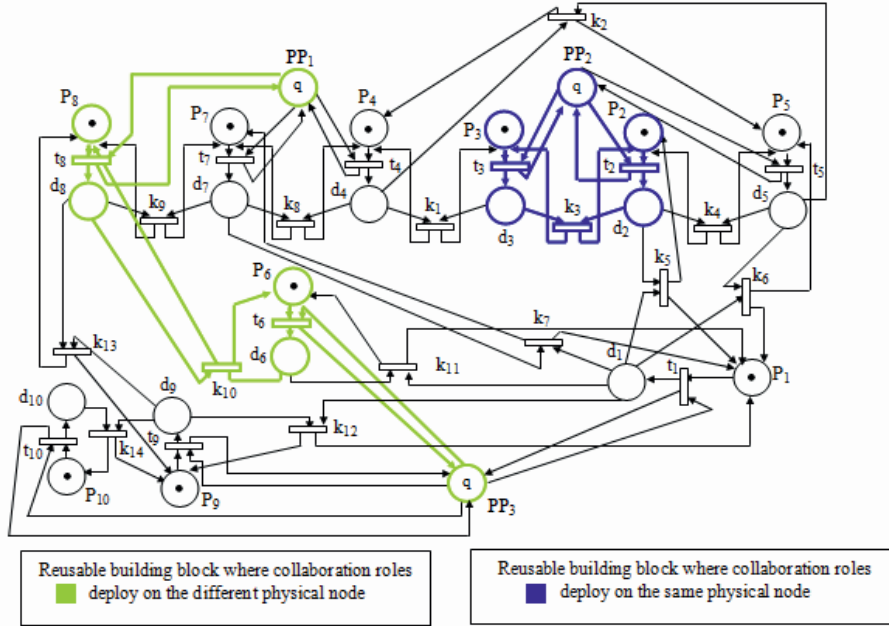 k2
PP1
PP2
P8
P7
P4
P3
P2
P5
q
q
t8
t7
t4
t3
t2
t5
d8
k9
d7
k8
d4
k1
d3
k3
d2
k4
d5
k5
k6
P6
t6
k7
d6
k13
k10
k11
d1
t1
P1
d10
d9
t9
k12
t10
k14
P10
P9
q
PP3
Reusable building block where collaboration roles
deploy on the different physical node
Reusable building block where collaboration roles
deploy on the same physical node